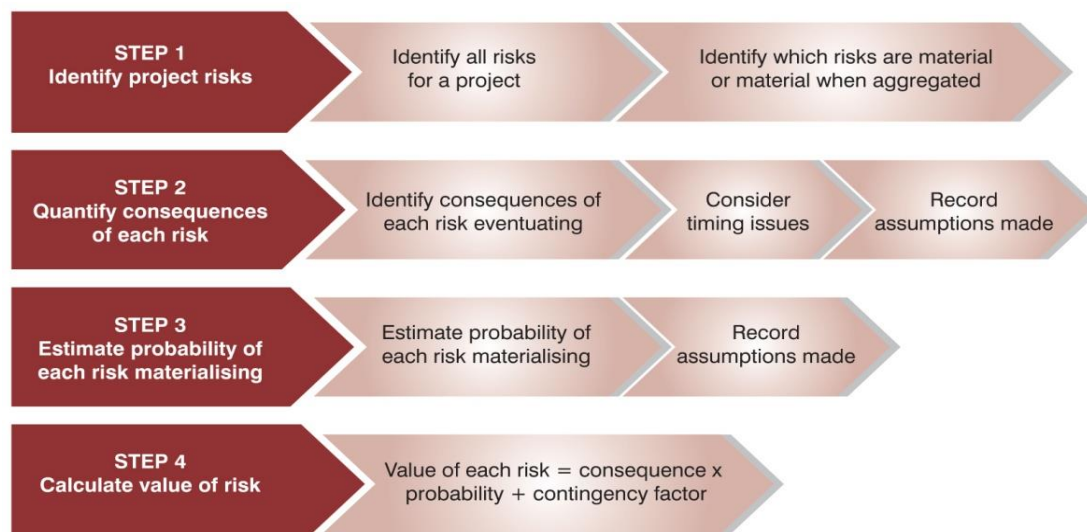 STEP 1
Identify project risks
Identify all risks
for a project
Identify which risks are material
or material when aggregated
STEP 2
Quantify consequences
of each risk
Identify consequences of
each risk eventuating
Consider
timing issues
Record
assumptions made
STEP 3
Estimate probability of
each risk materialising
Estimate probability of
each risk materialising
Record
assumptions made
STEP 4
Calculate value of risk
Value of each risk = consequence x
probability + contingency factor